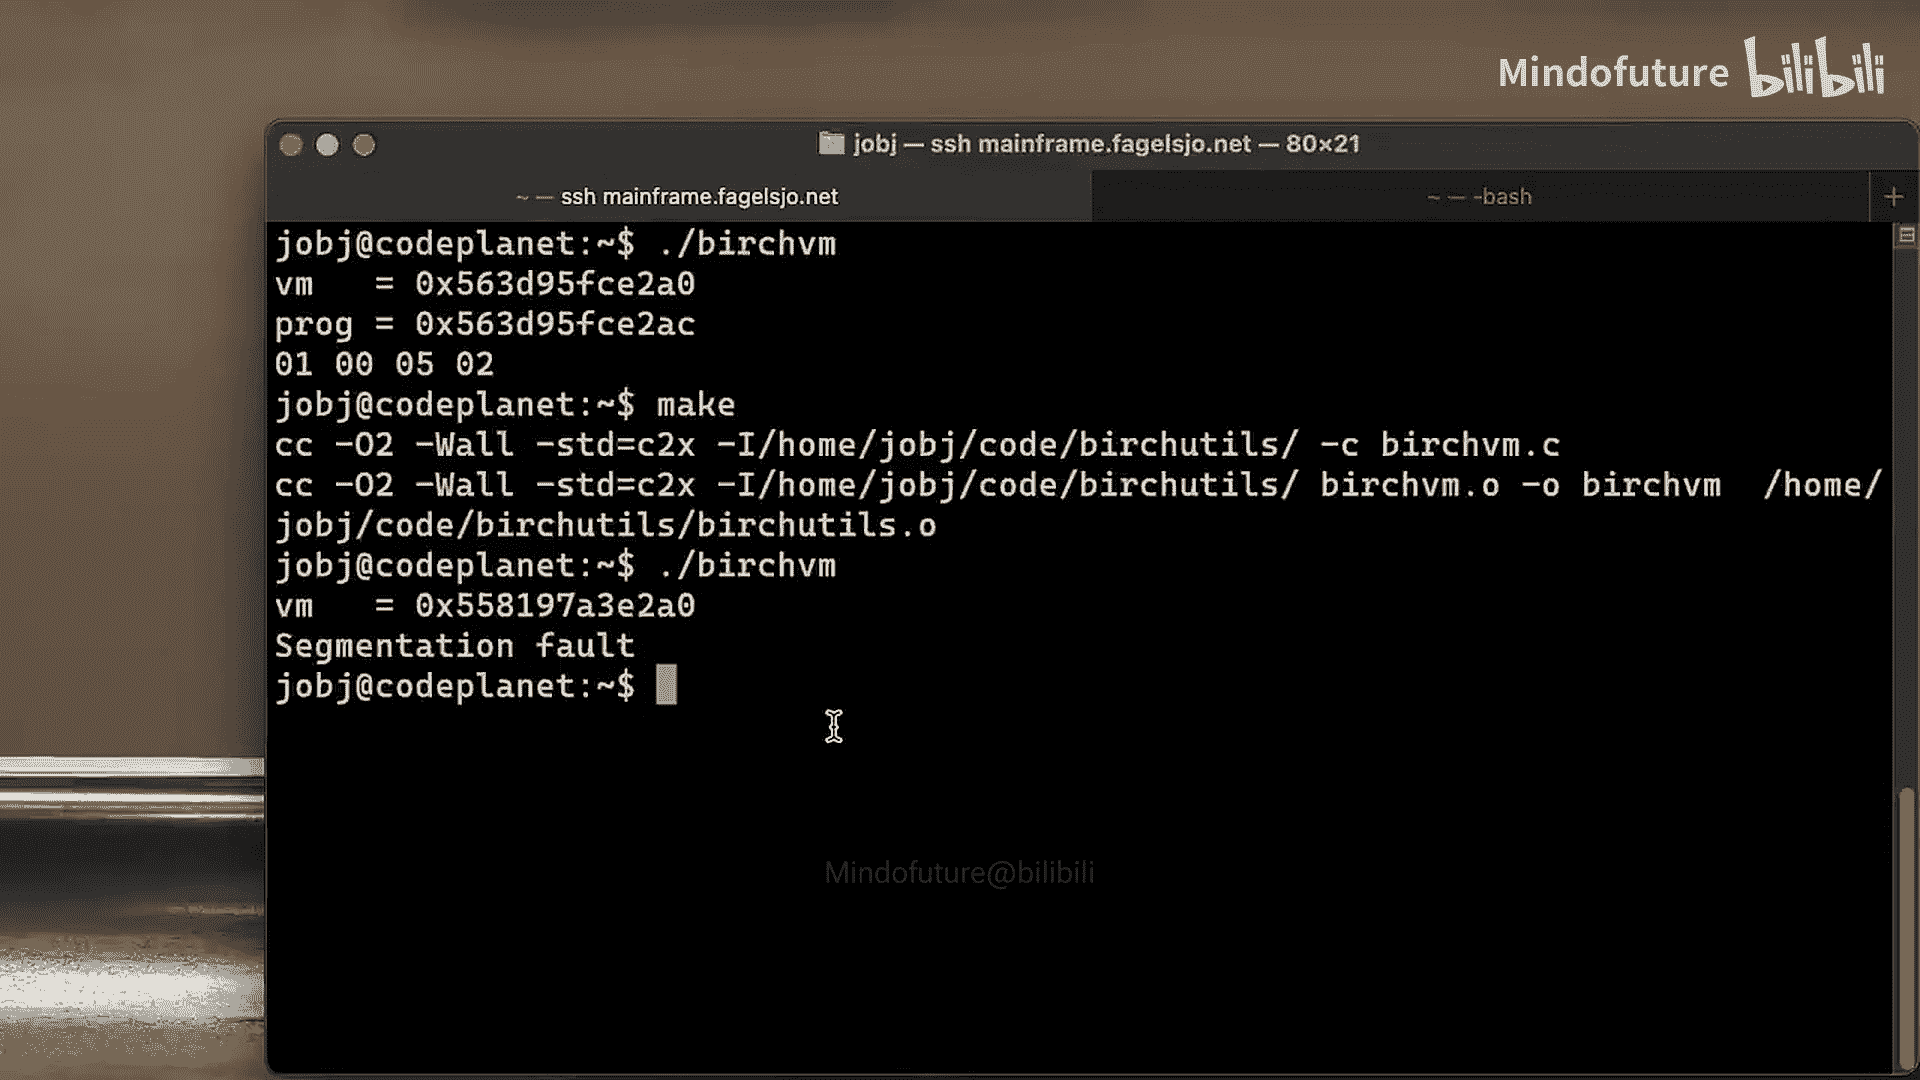 Mindofuture bilibili
jobj — ssh mainframe.fagelsjo.net — 80×21
~ — ssh mainframe.fagelsjo.net
~ — -bash
+
jobj@codeplanet:~$ ./birchvm
vm   = 0x563d95fce2a0
prog = 0x563d95fce2ac
01 00 05 02
jobj@codeplanet:~$ make
cc -O2 -Wall -std=c2x -I/home/jobj/code/birchutils/ -c birchvm.c
cc -O2 -Wall -std=c2x -I/home/jobj/code/birchutils/ birchvm.o -o birchvm  /home/
jobj/code/birchutils/birchutils.o
jobj@codeplanet:~$ ./birchvm
vm   = 0x558197a3e2a0
Segmentation fault
jobj@codeplanet:~$
Mindofuture@bilibili